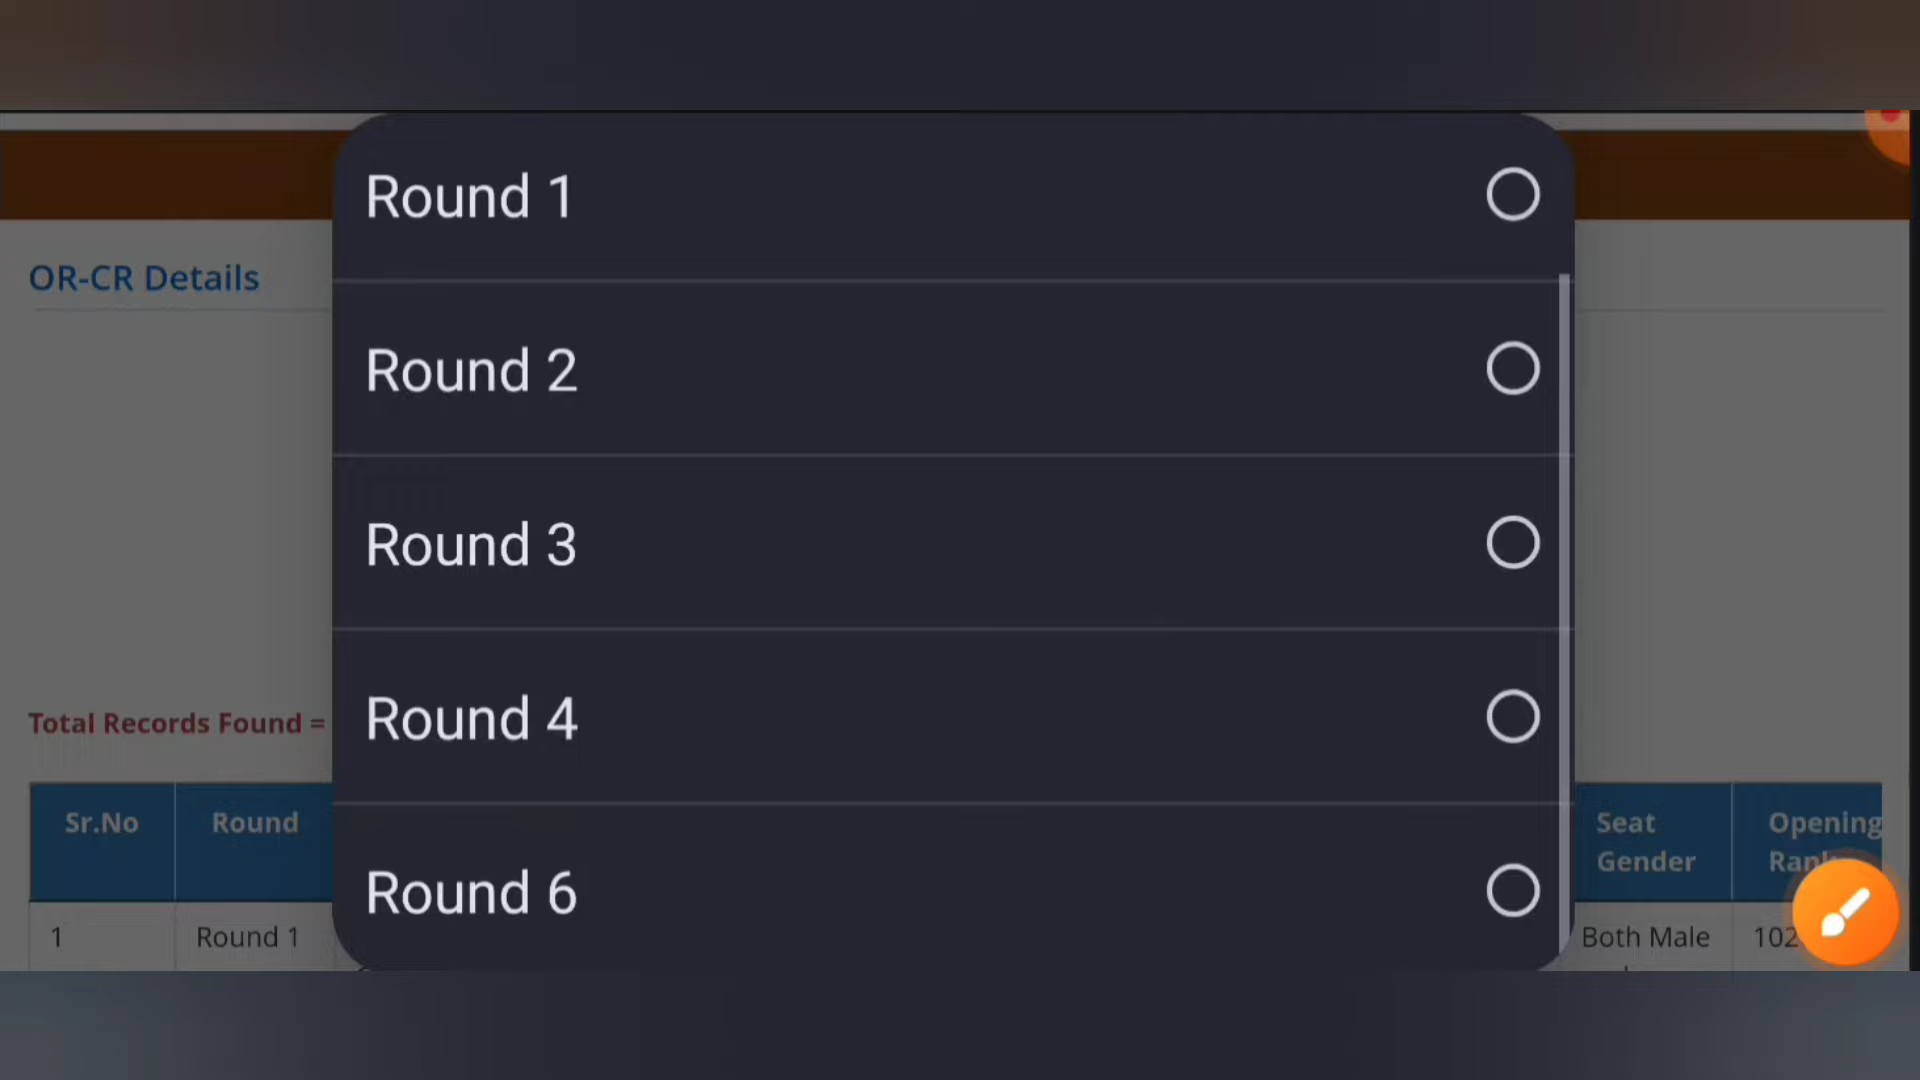 Round 1
Round 2
Round 3
Round 4
Round 6
OR-CR Details
Total Records Found =
Sr.No Round Seat Gender Opening
1 Round 1 Both Male 102